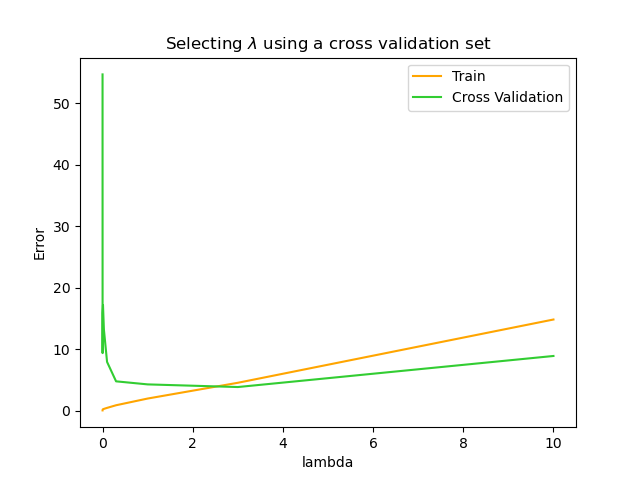 Selecting λ using a cross validation set
Train
Cross Validation
Error
50
40
30
20
10
0
0 2 4 6 8 10
lambda